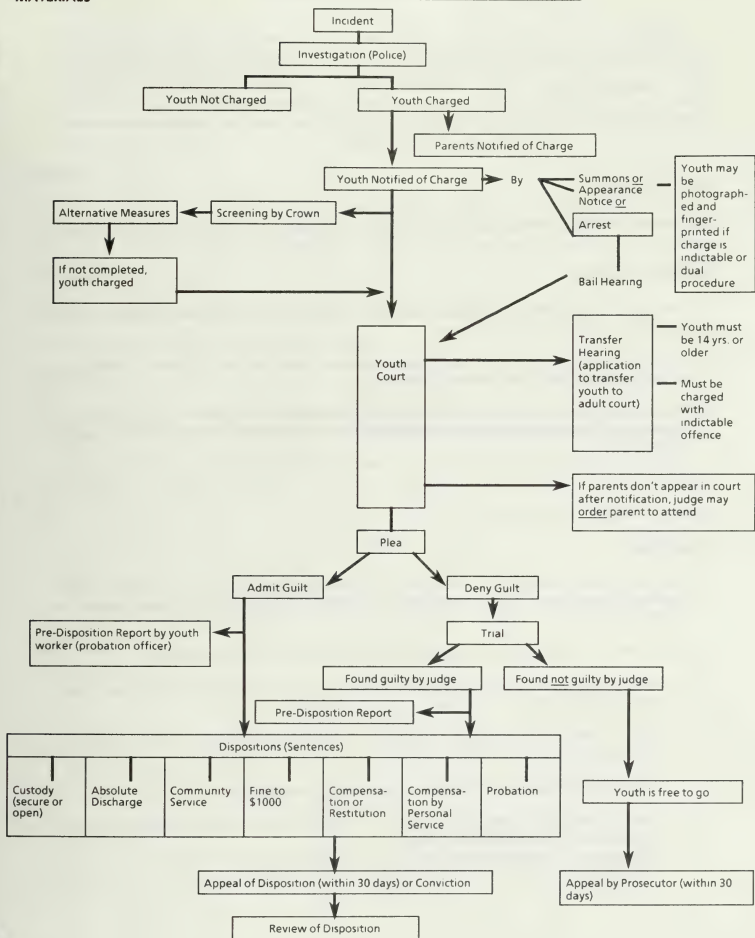 Incident
Investigation (Police)
Youth Not Charged
Youth Charged
Parents Notified of Charge
Youth Notified of Charge
By
Summons or
Appearance
Notice or
Arrest
Bail Hearing
Youth may
be
photograph-
ed and
finger-
printed if
charge is
indictable or
dual
procedure
Alternative Measures
Screening by Crown
If not completed,
youth charged
Youth
Court
Transfer
Hearing
(application
to transfer
youth to
adult court)
Youth must
be 14 yrs. or
older
Must be
charged
with
indictable
offence
If parents don't appear in court
after notification, judge may
order parent to attend
Plea
Admit Guilt
Deny Guilt
Pre-Disposition Report by youth
worker (probation officer)
Trial
Found guilty by judge
Found not guilty by judge
Pre-Disposition Report
Dispositions (Sentences)
Custody
(secure or
open)
Absolute
Discharge
Community
Service
Fine to
$1000
Compensa-
tion or
Restitution
Compensa-
tion by
Personal
Service
Probation
Youth is free to go
Appeal of Disposition (within 30 days) or Conviction
Appeal by Prosecutor (within 30
days)
Review of Disposition